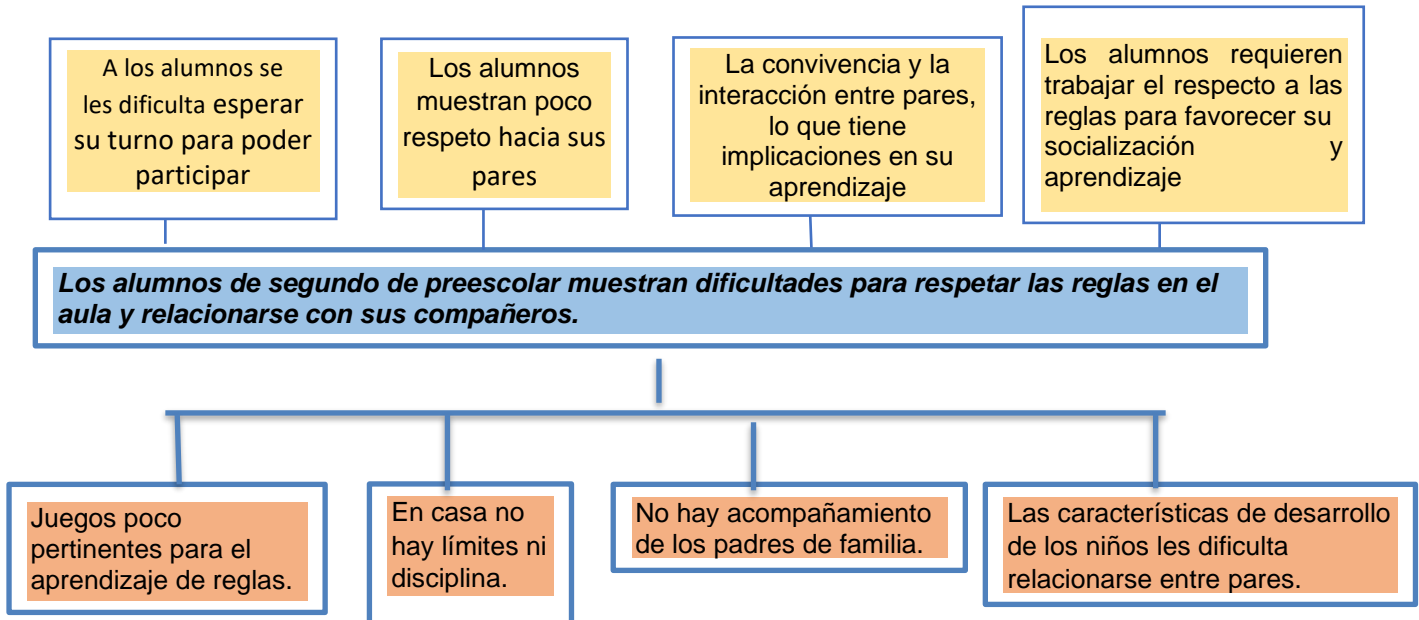 A los alumnos se
les dificulta esperar
su turno para poder
participar
Los alumnos
muestran poco
respeto hacia sus
pares
La convivencia y la
interacción entre pares,
lo que tiene
implicaciones en su
aprendizaje
Los alumnos requieren
trabajar el respecto a las
reglas para favorecer su
socialización y
aprendizaje
Los alumnos de segundo de preescolar muestran dificultades para respetar las reglas en el
aula y relacionarse con sus compañeros.
Juegos poco
pertinentes para el
aprendizaje de reglas.
En casa no
hay límites ni
disciplina.
No hay acompañamiento
de los padres de familia.
Las características de desarrollo
de los niños les dificulta
relacionarse entre pares.